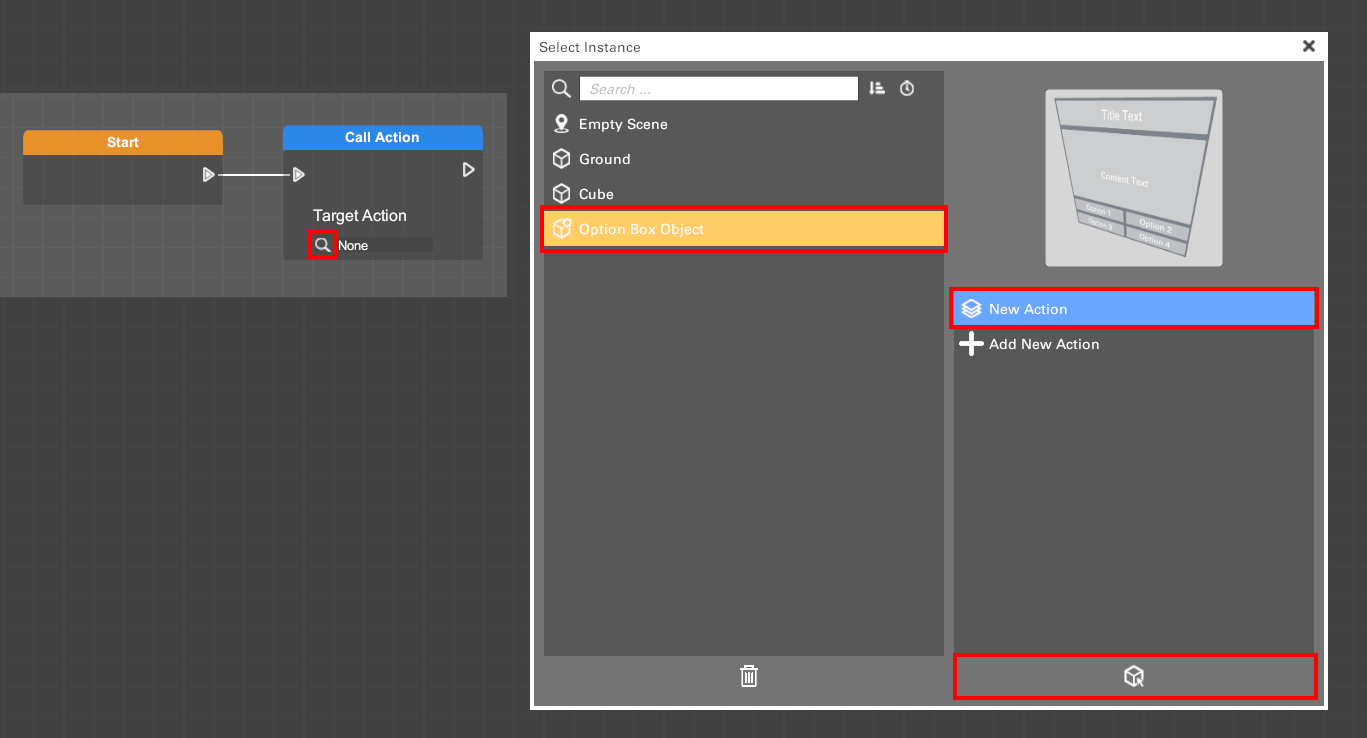 Start
Call Action
Target Action
None
Select Instance
Search ...
Empty Scene
Ground
Cube
Option Box Object
Title Text
Content Text
Option 1
Option 2
Option 3
Option 4
New Action
Add New Action